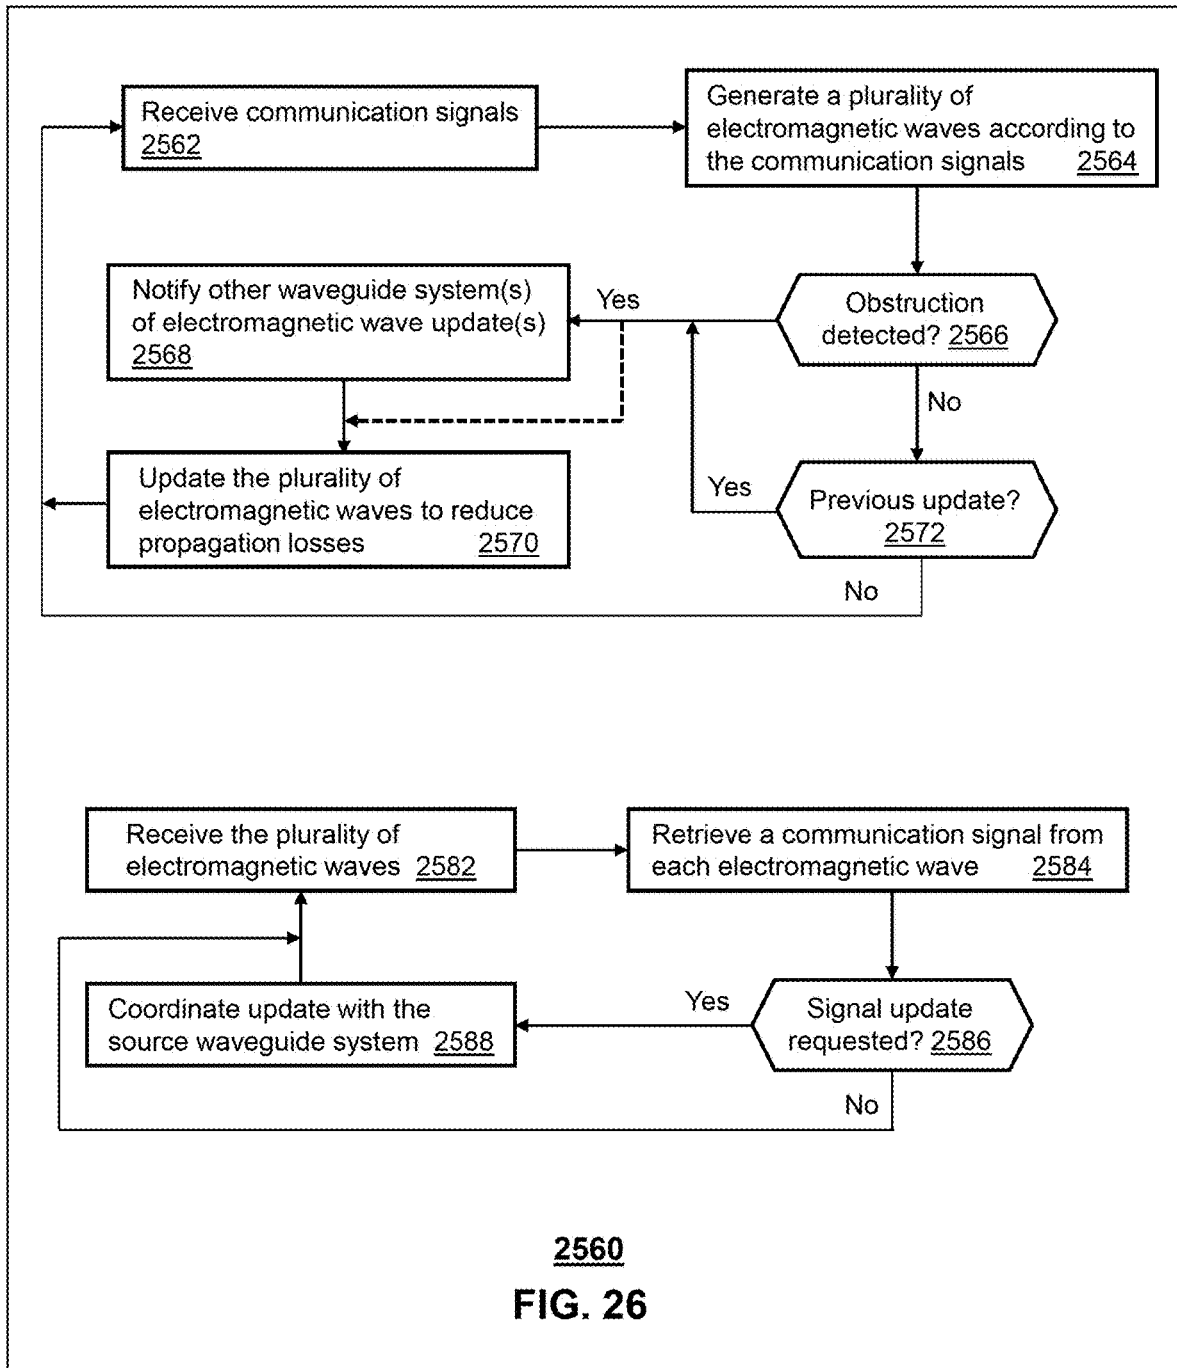 Receive communication signals
2562
Generate a plurality of
electromagnetic waves according to
the communication signals 2564
Notify other waveguide system(s)
of electromagnetic wave update(s)
2568
Yes
Obstruction
detected? 2566
No
Update the plurality of
electromagnetic waves to reduce
propagation losses 2570
Yes
Previous update?
2572
No
Receive the plurality of
electromagnetic waves 2582
Retrieve a communication signal from
each electromagnetic wave 2584
Coordinate update with the
source waveguide system 2588
Yes
Signal update
requested? 2586
No
2560
FIG. 26